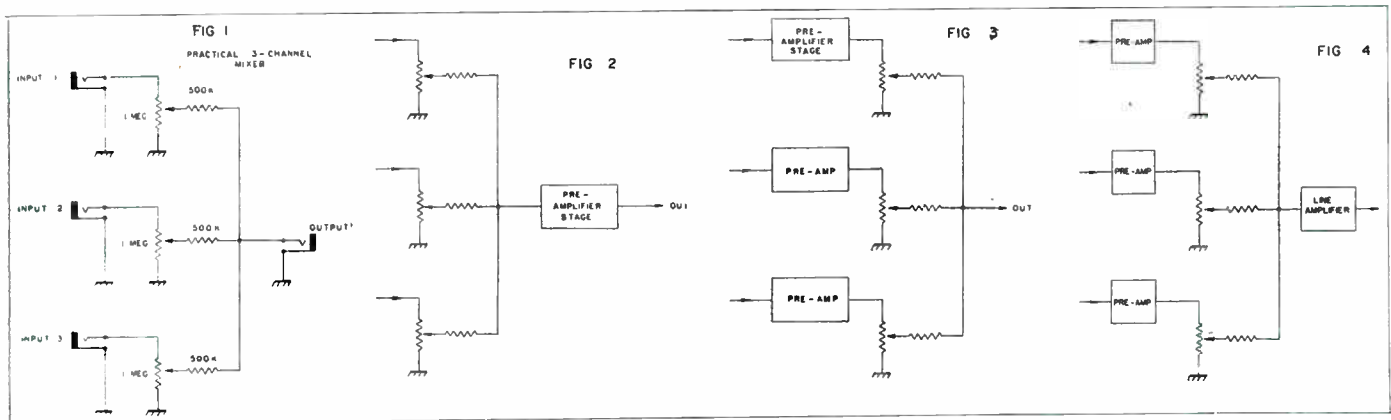 FIG 1
PRACTICAL 3-CHANNEL
MIXER
INPUT 1
500K
1 MEG
INPUT 2
500K
1 MEG
OUTPUT
INPUT 3
500K
1 MEG
FIG 2
PRE-
AMPLIFIER
STAGE
OUT
FIG 3
PRE-
AMPLIFIER
STAGE
PRE-AMP
OUT
PRE-AMP
FIG 4
PRE-AMP
PRE-AMP
LINE
AMPLIFIER
PRE-AMP